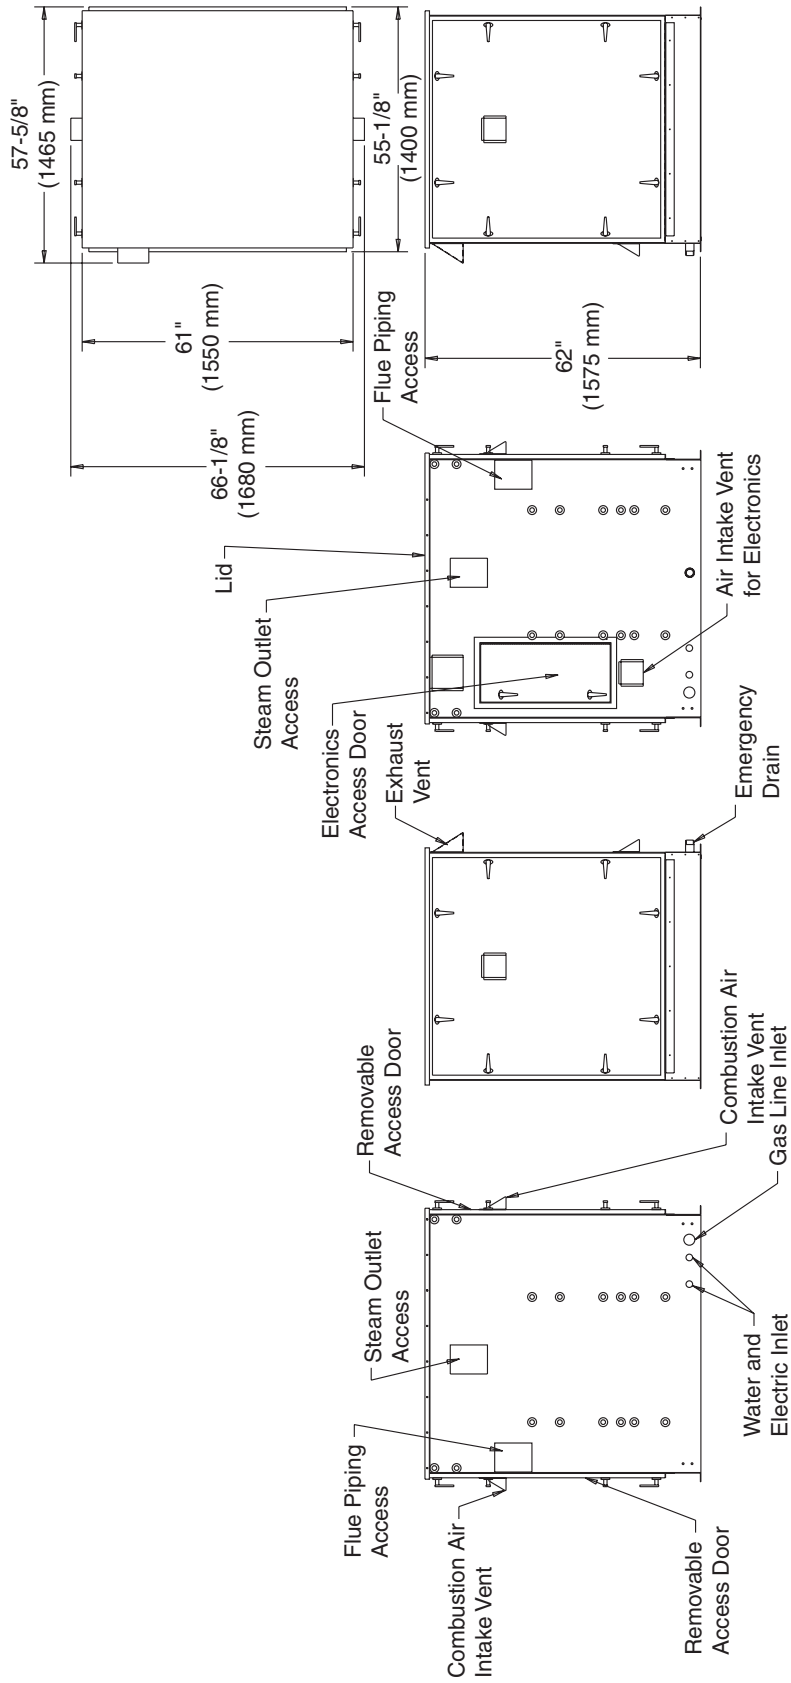 57-5/8"
(1465 mm)
55-1/8"
(1400 mm)
61"
(1550 mm)
66-1/8"
(1680 mm)
62"
(1575 mm)
Flue Piping
Access
Lid
Steam Outlet
Access
Electronics
Access Door
Air Intake Vent
for Electronics
Exhaust
Vent
Emergency
Drain
Removable
Access Door
Combustion Air
Intake Vent
Gas Line Inlet
Steam Outlet
Access
Flue Piping
Access
Water and
Electric Inlet
Combustion Air
Intake Vent
Removable
Access Door